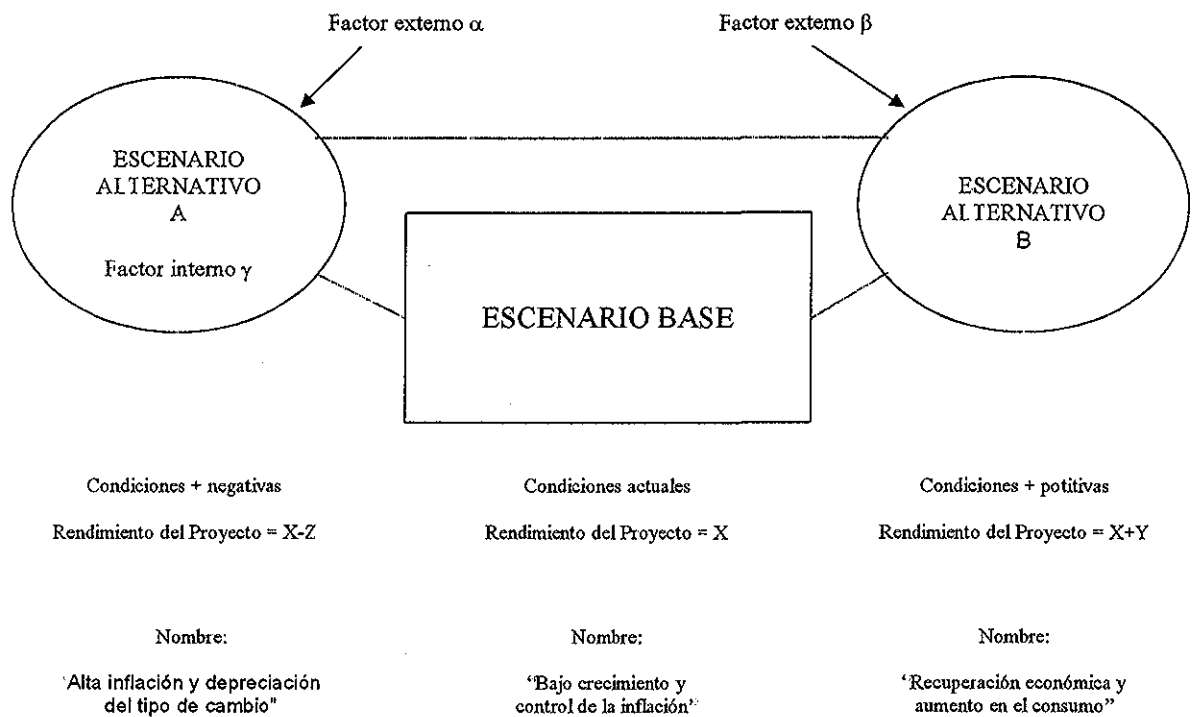 Factor externo α
Factor externo β
ESCENARIO
ALTERNATIVO
A
Factor interno γ
ESCENARIO BASE
ESCENARIO
ALTERNATIVO
B
Condiciones + negativas
Rendimiento del Proyecto = X-Z
Condiciones actuales
Rendimiento del Proyecto = X
Condiciones + potitivas
Rendimiento del Proyecto = X+Y
Nombre:
"Alta inflación y depreciación
del tipo de cambio"
Nombre:
"Bajo crecimiento y
control de la inflación"
Nombre:
"Recuperación económica y
aumento en el consumo"